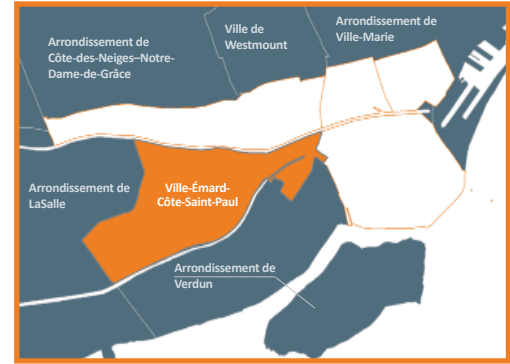 Arrondissement de
Côte-des-Neiges–Notre-
Dame-de-Grâce
Ville de
Westmount
Arrondissement de
Ville-Marie
Arrondissement de
LaSalle
Ville-Émard-
Côte-Saint-Paul
Arrondissement de
Verdun